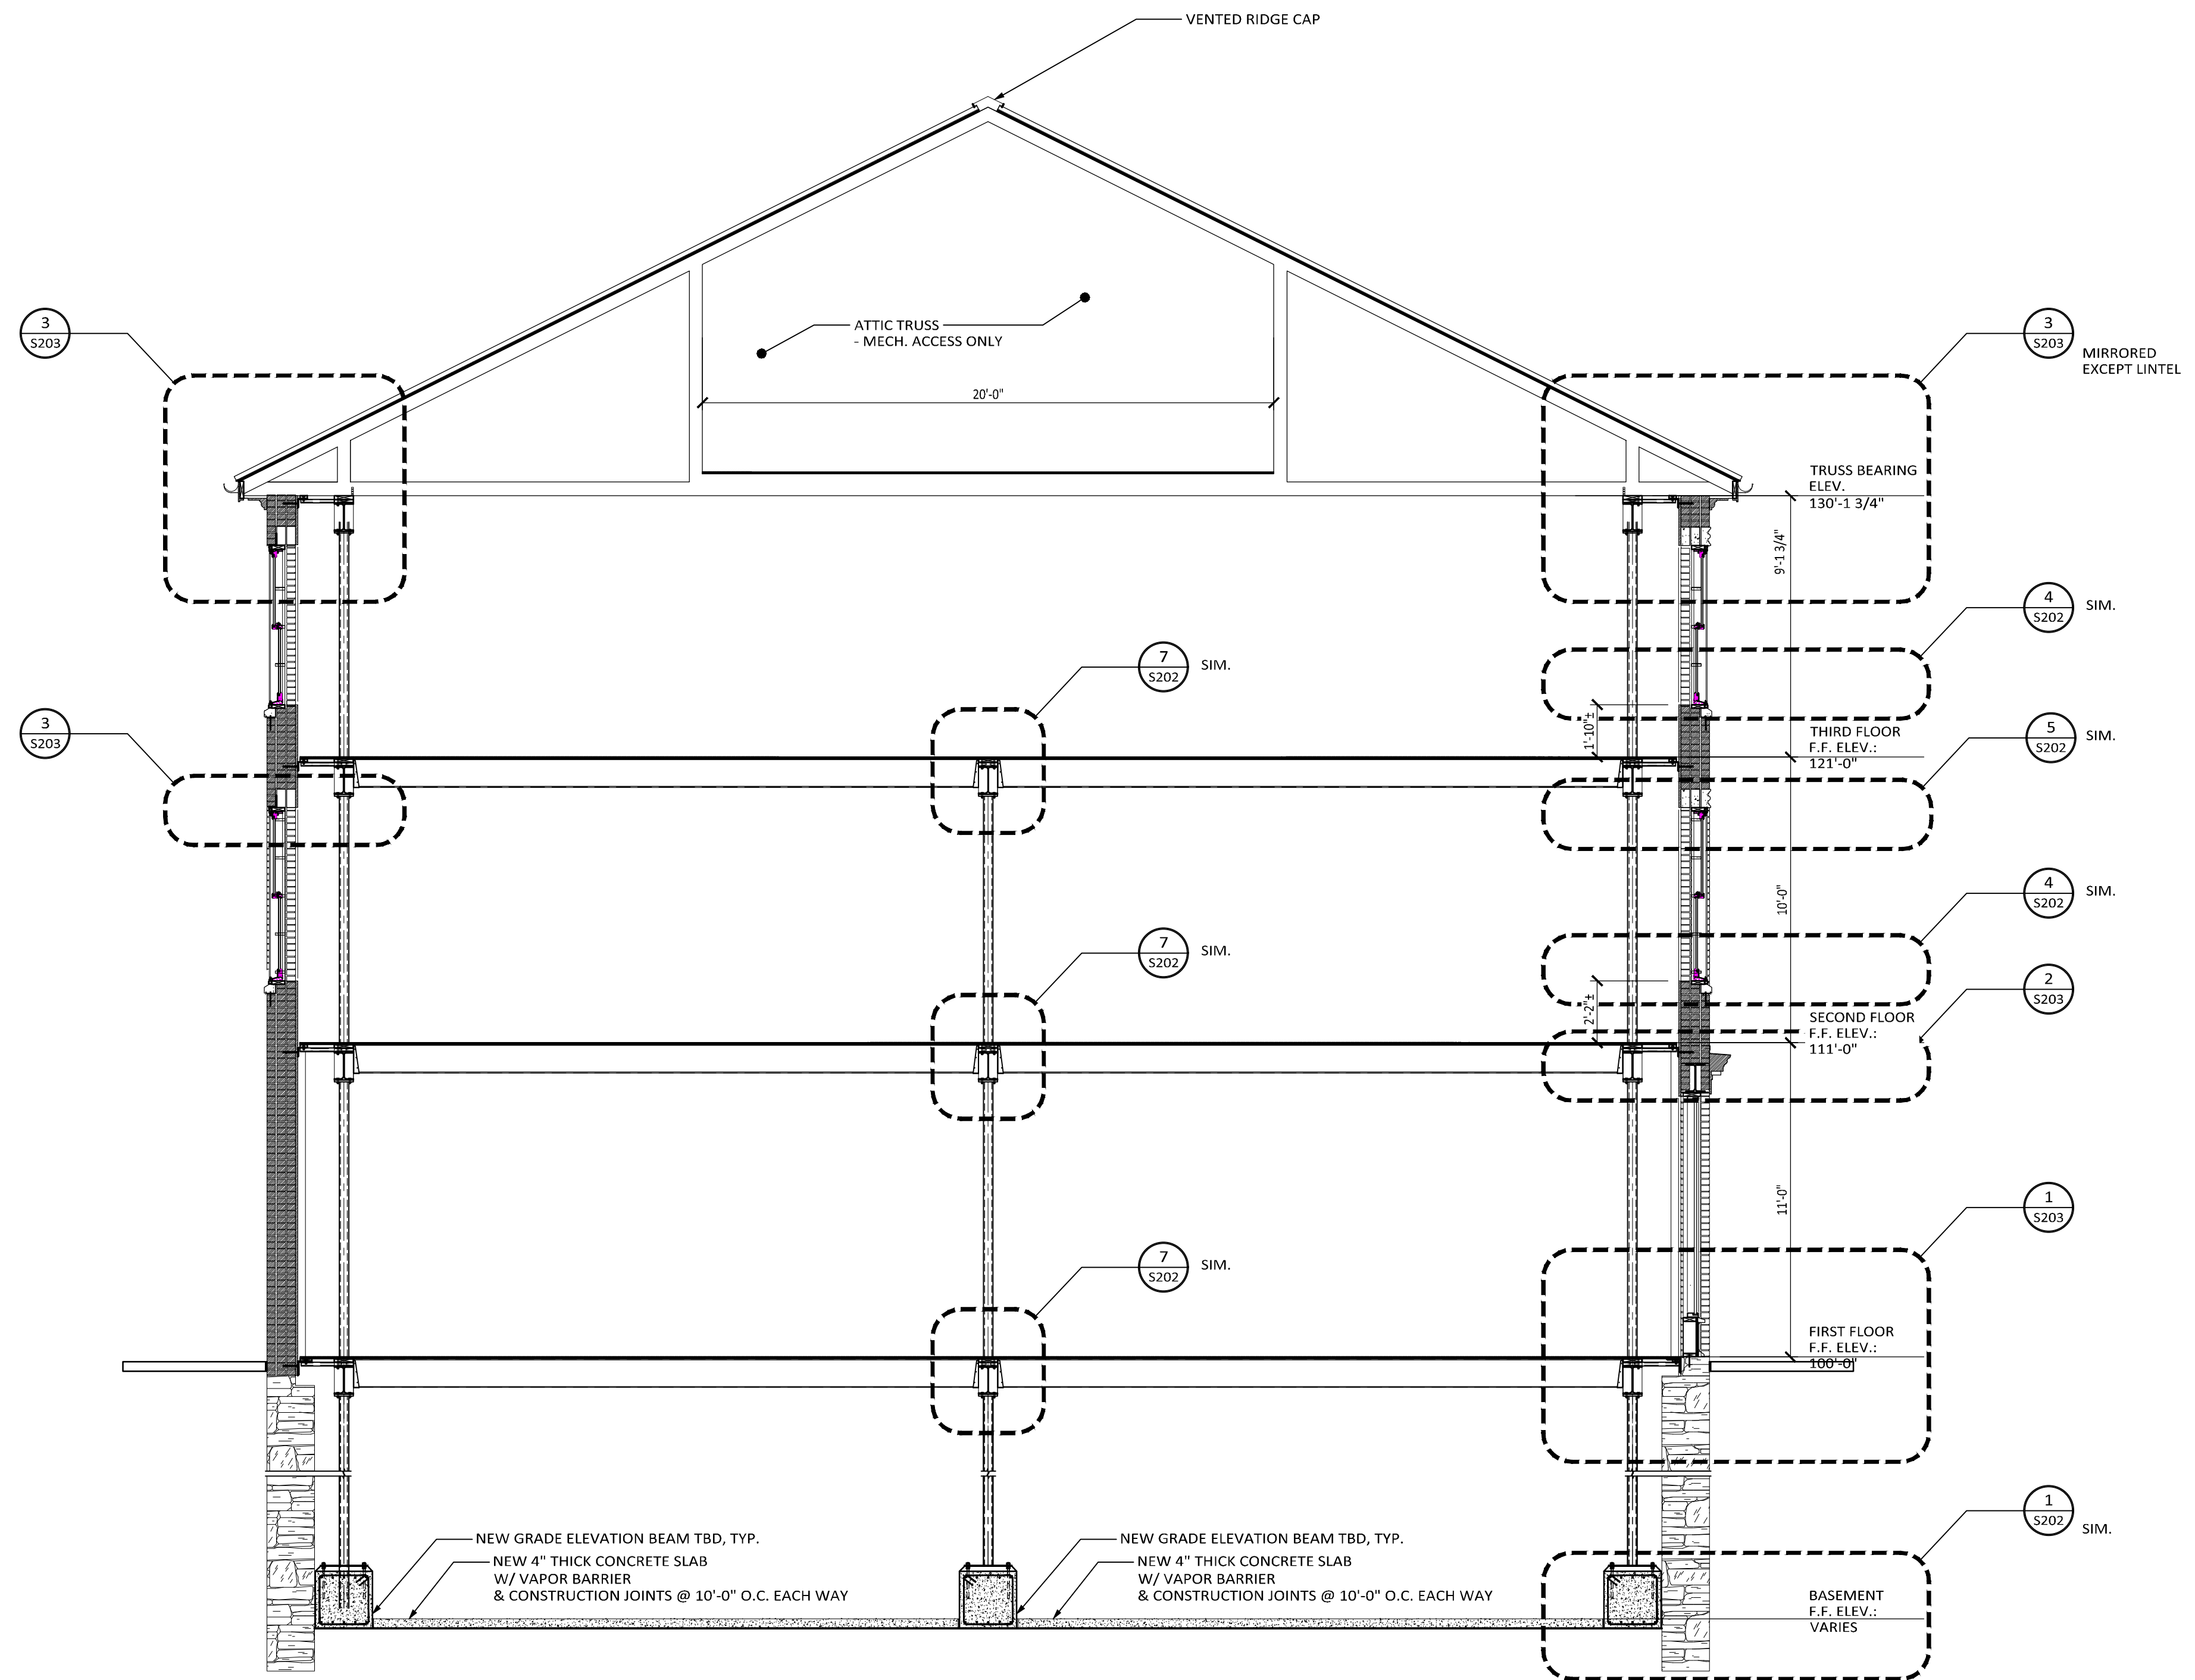 VENTED RIDGE CAP
3
S203
3
S203
MIRRORED
EXCEPT LINTEL
ATTIC TRUSS
- MECH. ACCESS ONLY
20'-0"
TRUSS BEARING
ELEV.
130'-1 3/4"
9'-1 3/4"
4
S202
SIM.
7
S202
SIM.
3
S203
1'-10"±
THIRD FLOOR
F.F. ELEV.:
121'-0"
5
S202
SIM.
10'-0"
4
S202
SIM.
7
S202
SIM.
2'-2"±
2
S203
SECOND FLOOR
F.F. ELEV.:
111'-0"
11'-0"
1
S203
7
S202
SIM.
FIRST FLOOR
F.F. ELEV.:
100'-0"
1
S202
SIM.
NEW GRADE ELEVATION BEAM TBD, TYP.
NEW 4" THICK CONCRETE SLAB
W/ VAPOR BARRIER
& CONSTRUCTION JOINTS @ 10'-0" O.C. EACH WAY
NEW GRADE ELEVATION BEAM TBD, TYP.
NEW 4" THICK CONCRETE SLAB
W/ VAPOR BARRIER
& CONSTRUCTION JOINTS @ 10'-0" O.C. EACH WAY
BASEMENT
F.F. ELEV.:
VARIES